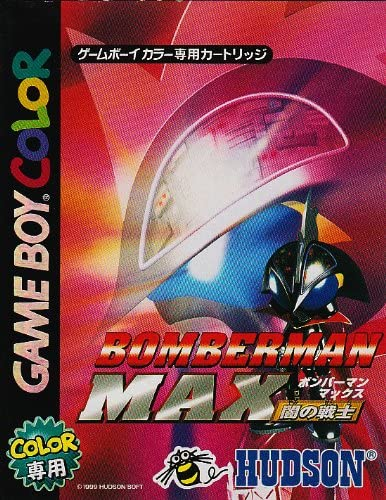 ゲームボーイカラー専用カートリッジ
GAME BOY COLOR
BOMBERMAN
MAX
ボンバーマン
マックス
闇の戦士
COLOR
専用
©1999 HUDSON SOFT
HUDSON®